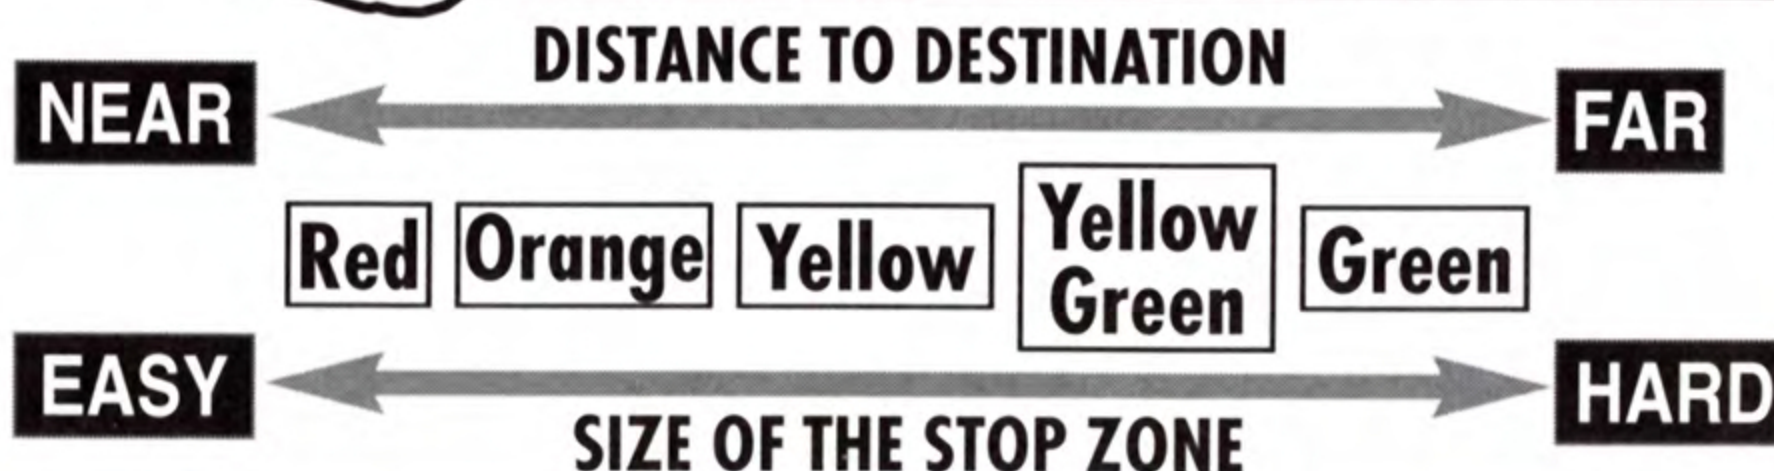 DISTANCE TO DESTINATION
NEAR
FAR
Red
Orange
Yellow
Yellow
Green
Green
EASY
HARD
SIZE OF THE STOP ZONE